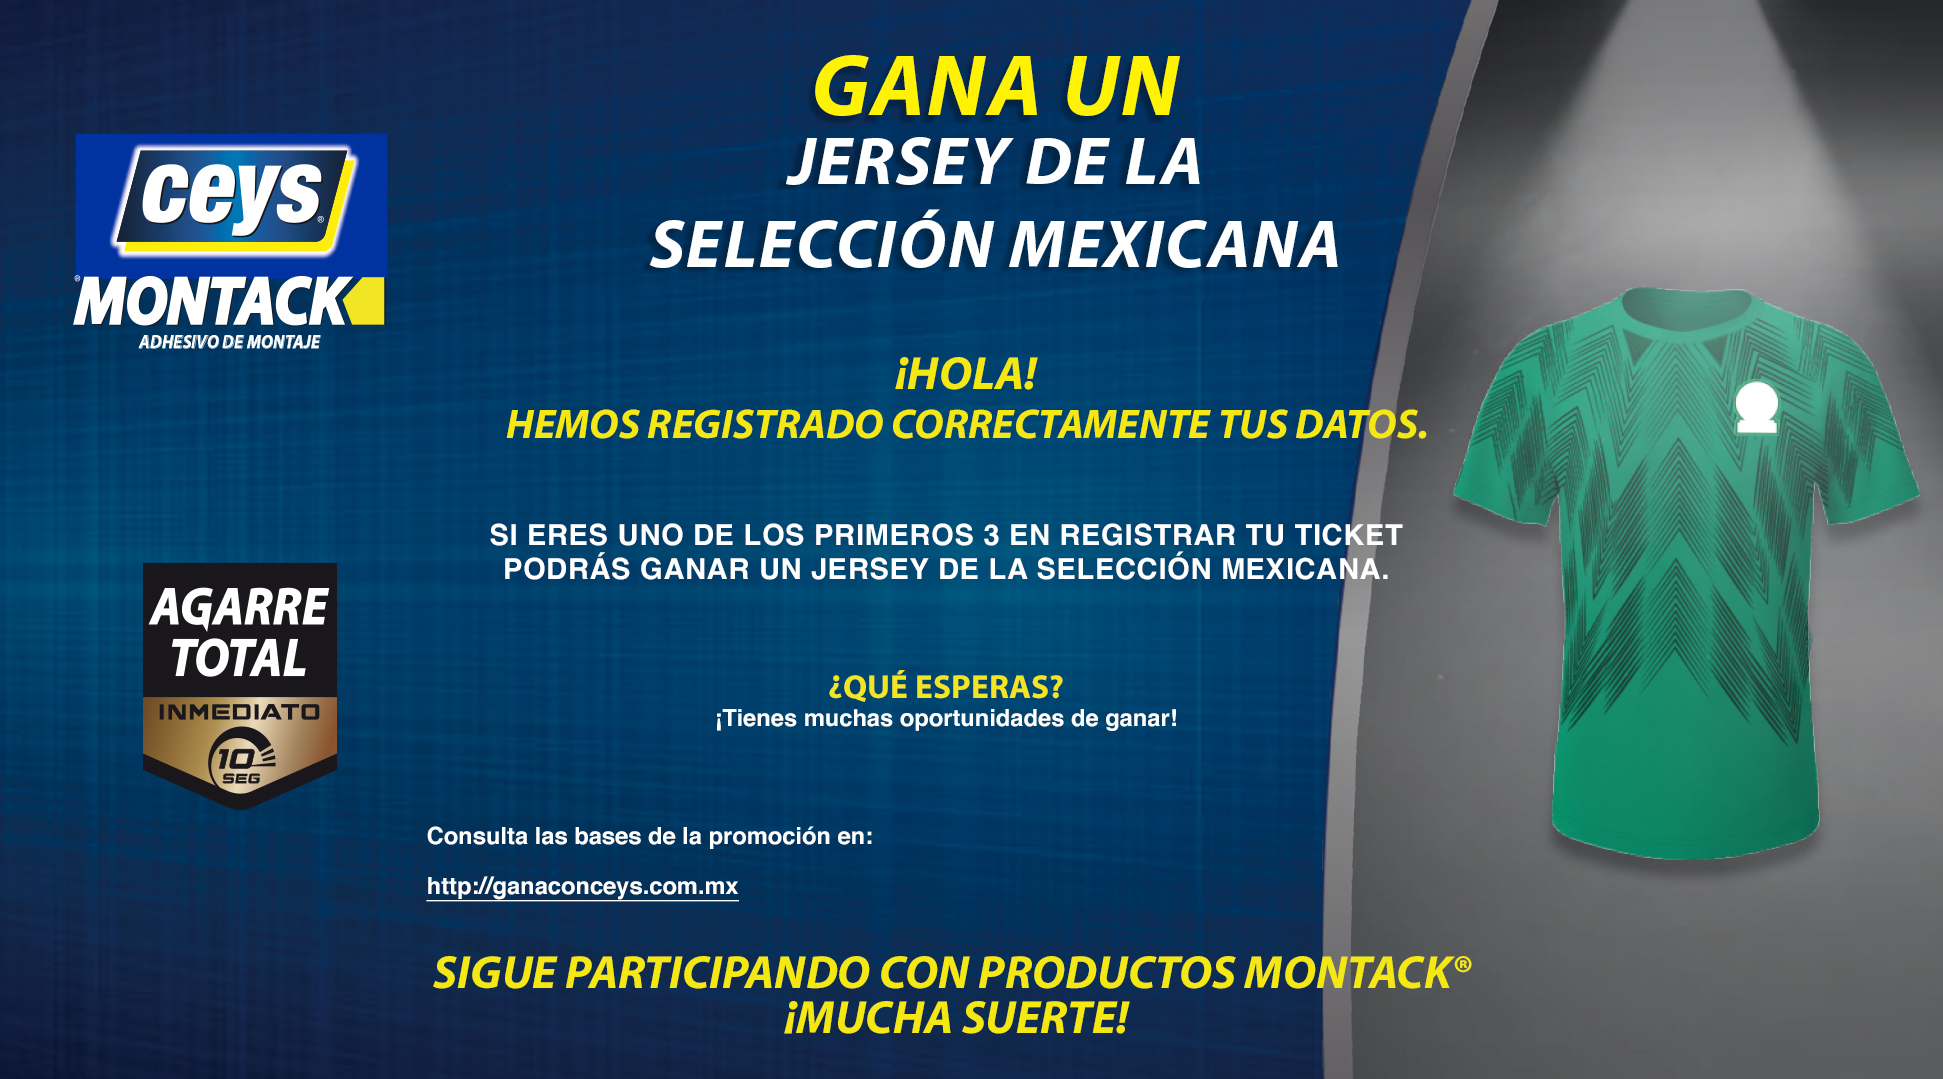 GANA UN
JERSEY DE LA
SELECCIÓN MEXICANA
ceys®
®MONTACK
ADHESIVO DE MONTAJE
¡HOLA!
HEMOS REGISTRADO CORRECTAMENTE TUS DATOS.
SI ERES UNO DE LOS PRIMEROS 3 EN REGISTRAR TU TICKET
PODRÁS GANAR UN JERSEY DE LA SELECCIÓN MEXICANA.
AGARRE
TOTAL
INMEDIATO
10
SEG
¿QUÉ ESPERAS?
¡Tienes muchas oportunidades de ganar!
Consulta las bases de la promoción en:
http://ganaconceys.com.mx
SIGUE PARTICIPANDO CON PRODUCTOS MONTACK®
¡MUCHA SUERTE!